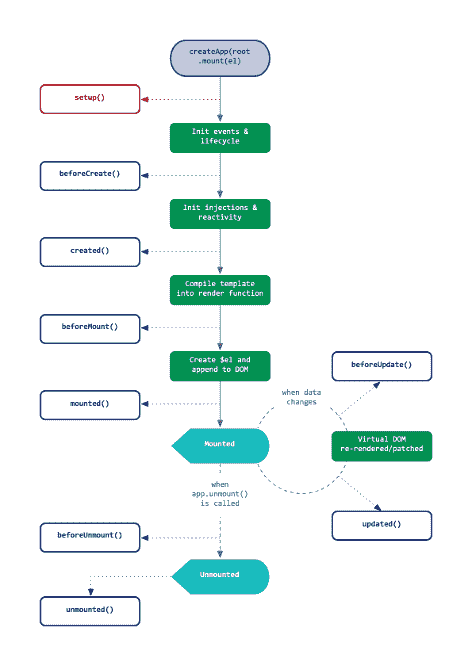 createApp(root
.mount(el)
setup()
Init events &
lifecycle
beforeCreate()
Init injections &
reactivity
created()
Compile template
into render function
beforeMount()
Create $el and
append to DOM
beforeUpdate()
mounted()
when data
changes
Mounted
Virtual DOM
re-rendered/patched
when
app.unmount()
is called
updated()
beforeUnmount()
Unmounted
unmounted()